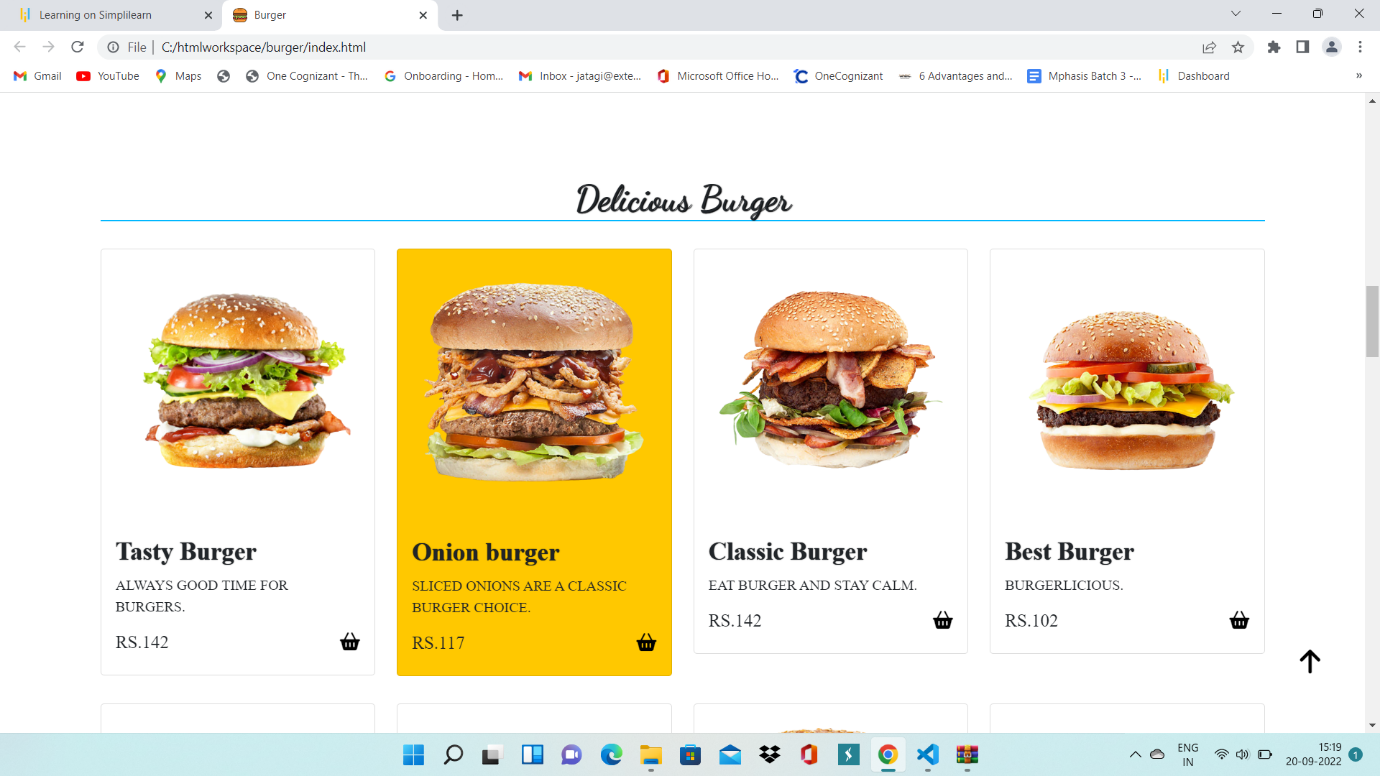 Learning on Simplilearn
Burger
File | C:/htmlworkspace/burger/index.html
Gmail
YouTube
Maps
One Cognizant - Th...
Onboarding - Hom...
Inbox - jatagi@exte...
Microsoft Office Ho...
OneCognizant
6 Advantages and...
Mphasis Batch 3 -...
Dashboard
»
Delicious Burger
Tasty Burger
ALWAYS GOOD TIME FOR
BURGERS.
RS.142
Onion burger
SLICED ONIONS ARE A CLASSIC
BURGER CHOICE.
RS.117
Classic Burger
EAT BURGER AND STAY CALM.
RS.142
Best Burger
BURGERLICIOUS.
RS.102
ENG
IN
15:19
20-09-2022
1